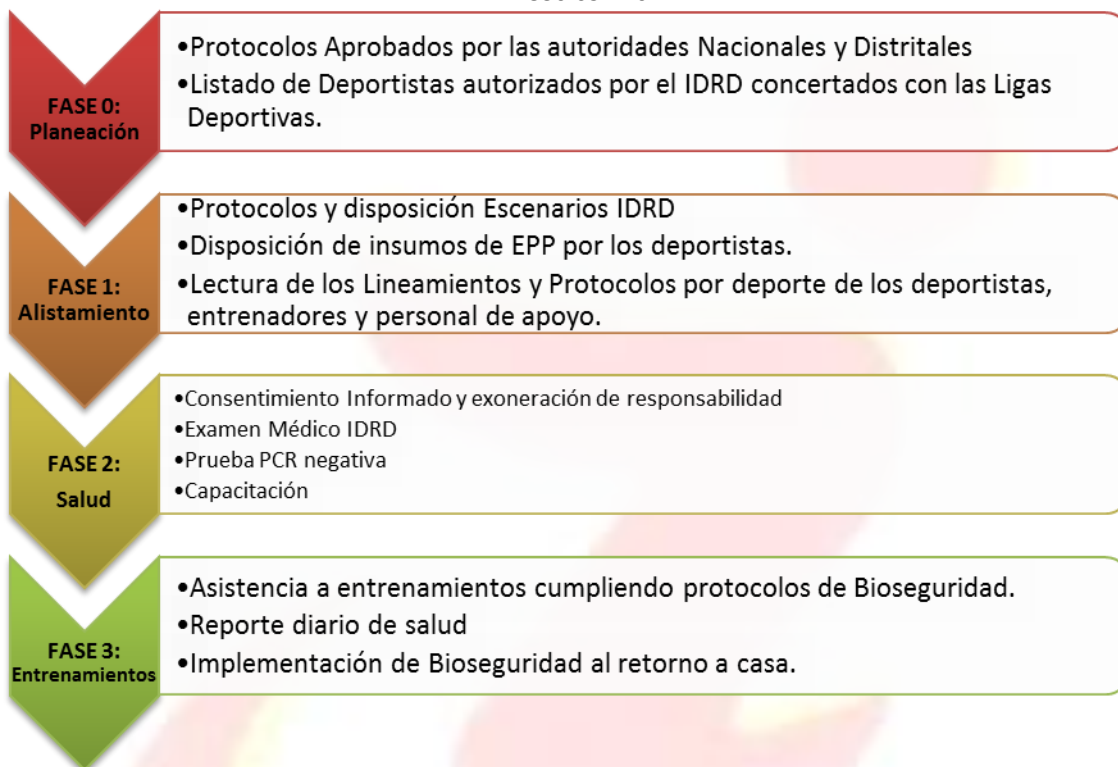 FASE 0:
Planeación
•Protocolos Aprobados por las autoridades Nacionales y Distritales
•Listado de Deportistas autorizados por el IDRD concertados con las Ligas
Deportivas.
FASE 1:
Alistamiento
•Protocolos y disposición Escenarios IDRD
•Disposición de insumos de EPP por los deportistas.
•Lectura de los Lineamientos y Protocolos por deporte de los deportistas,
entrenadores y personal de apoyo.
FASE 2:
Salud
•Consentimiento Informado y exoneración de responsabilidad
•Examen Médico IDRD
•Prueba PCR negativa
•Capacitación
FASE 3:
Entrenamientos
•Asistencia a entrenamientos cumpliendo protocolos de Bioseguridad.
•Reporte diario de salud
•Implementación de Bioseguridad al retorno a casa.